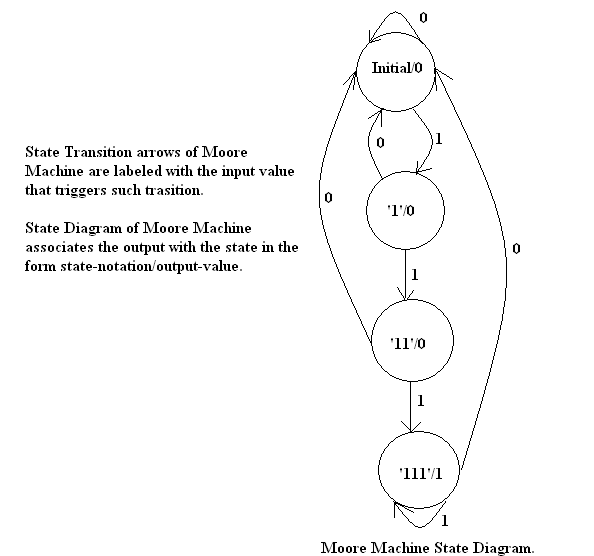 0
Initial/0
0
1
State Transition arrows of Moore
Machine are labeled with the input value
that triggers such trasition.
0
'1'/0
State Diagram of Moore Machine
associates the output with the state in the
form state-notation/output-value.
0
1
'11'/0
1
'111'/1
1
Moore Machine State Diagram.